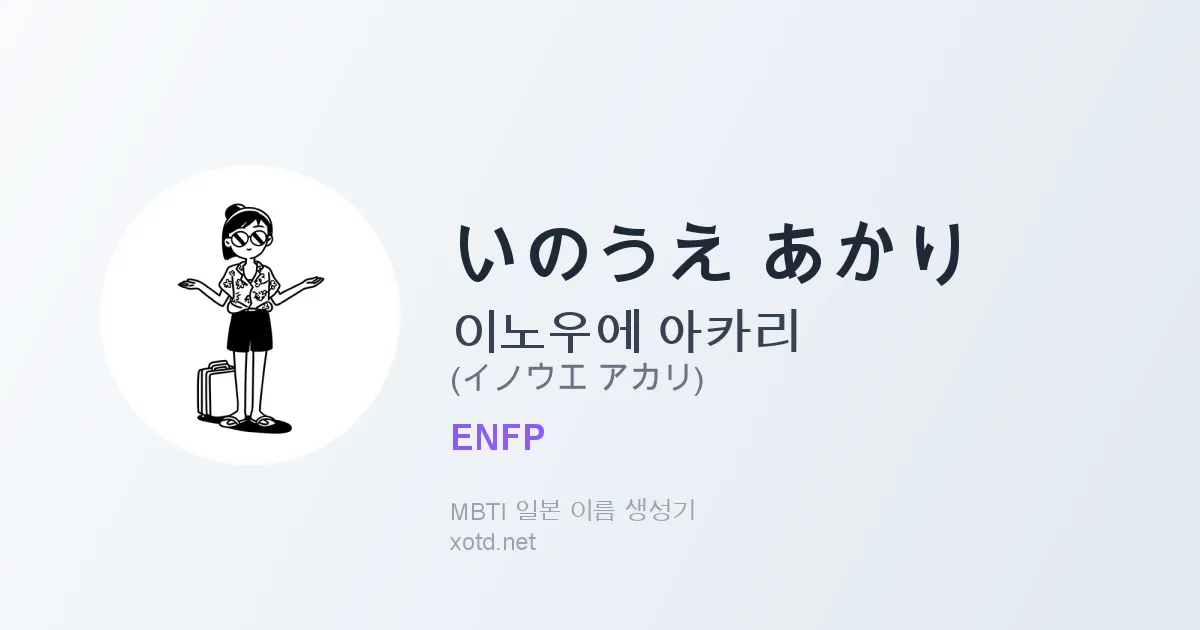 いのうえ あかり
이노우에 아카리
(イノウエ アカリ)
ENFP
MBTI 일본 이름 생성기
xotd.net